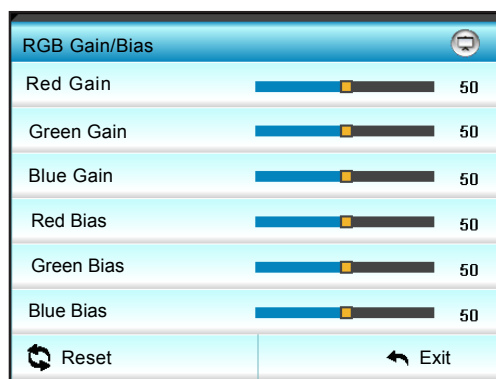 RGB Gain/Bias
Red Gain 50
Green Gain 50
Blue Gain 50
Red Bias 50
Green Bias 50
Blue Bias 50
Reset Exit